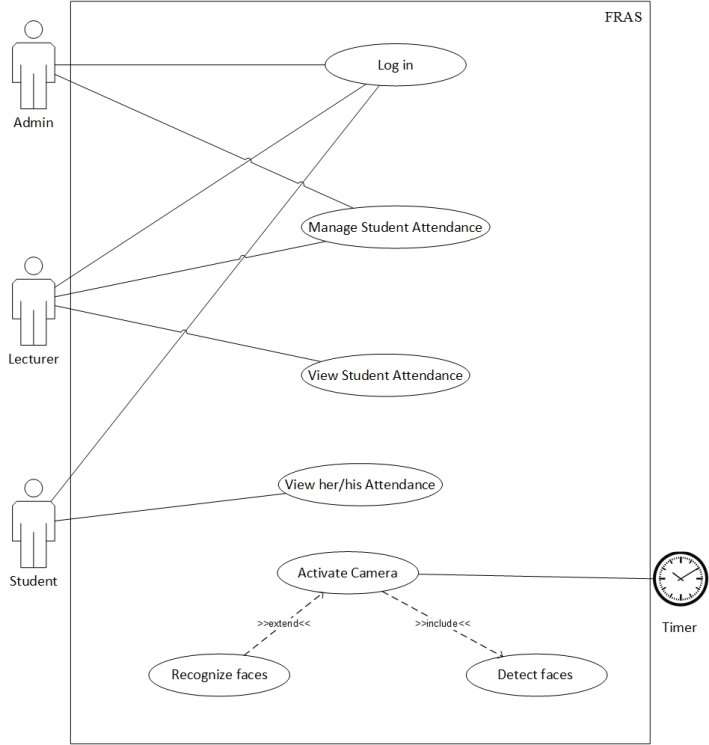 FRAS
Log in
Admin
Manage Student Attendance
Lecturer
View Student Attendance
View her/his Attendance
Student
Activate Camera
Timer
>>extend<<
>>include<<
Recognize faces
Detect faces